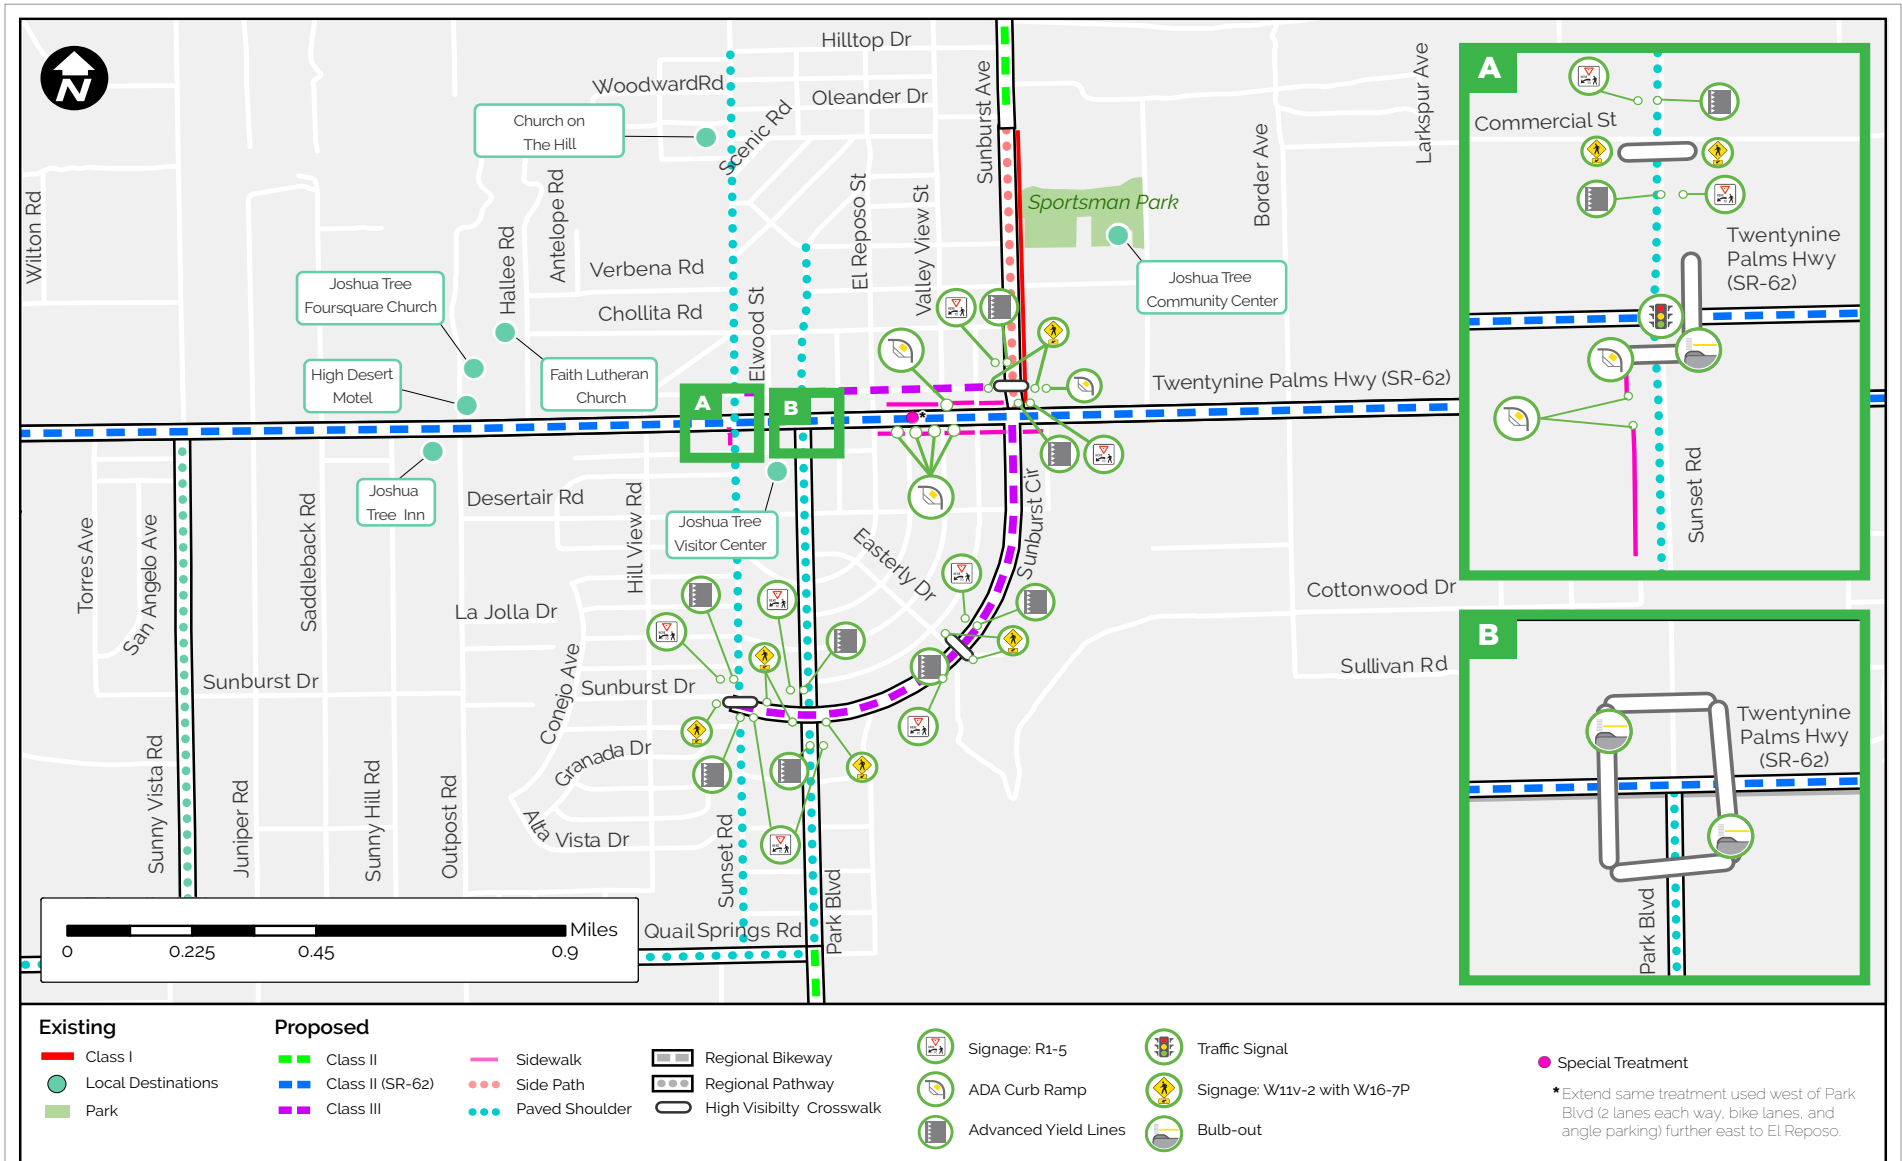 N
Hilltop Dr
WoodwardRd
Oleander Dr
Scenic Rd
Church on
The Hill
Sunburst Ave
Larkspur Ave
Border Ave
Wilton Rd
Antelope Rd
Hallee Rd
El Reposo St
Valley View St
Sportsman Park
Verbena Rd
Chollita Rd
Elwood St
Joshua Tree
Foursquare Church
Joshua Tree
Community Center
High Desert
Motel
Faith Lutheran
Church
A
B
*
Twentynine Palms Hwy (SR-62)
Joshua
Tree Inn
Desertair Rd
Hill View Rd
Joshua Tree
Visitor Center
Easterly Dr
Sunburst Cir
Torres Ave
San Angelo Ave
Saddleback Rd
La Jolla Dr
Cottonwood Dr
Sullivan Rd
Sunburst Dr
Conejo Ave
Sunburst Dr
Granada Dr
Alta
Vista Dr
Sunny Vista Rd
Juniper Rd
Sunny Hill Rd
Outpost Rd
Sunset Rd
Park Blvd
Quail Springs Rd
0
0.225
0.45
0.9
Miles
A
Commercial St
Twentynine
Palms Hwy
(SR-62)
Sunset Rd
B
Twentynine
Palms Hwy
(SR-62)
Park Blvd
Existing
Class I
Local Destinations
Park
Proposed
Class II
Class II (SR-62)
Class III
Sidewalk
Side Path
Paved Shoulder
Regional Bikeway
Regional Pathway
High Visibilty Crosswalk
Signage: R1-5
ADA Curb Ramp
Advanced Yield Lines
Traffic Signal
Signage: W11v-2 with W16-7P
Bulb-out
Special Treatment
* Extend same treatment used west of Park
Blvd (2 lanes each way, bike lanes, and
angle parking) further east to El Reposo.